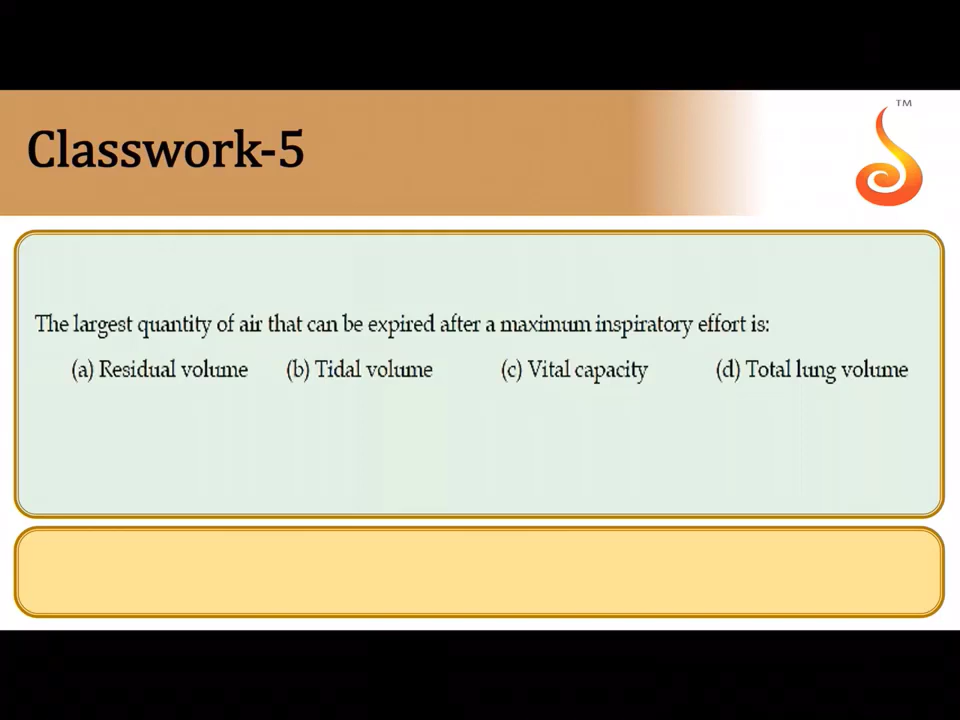 TM
Classwork-5
The largest quantity of air that can be expired after a maximum inspiratory effort is:
(a) Residual volume (b) Tidal volume (c) Vital capacity (d) Total lung volume